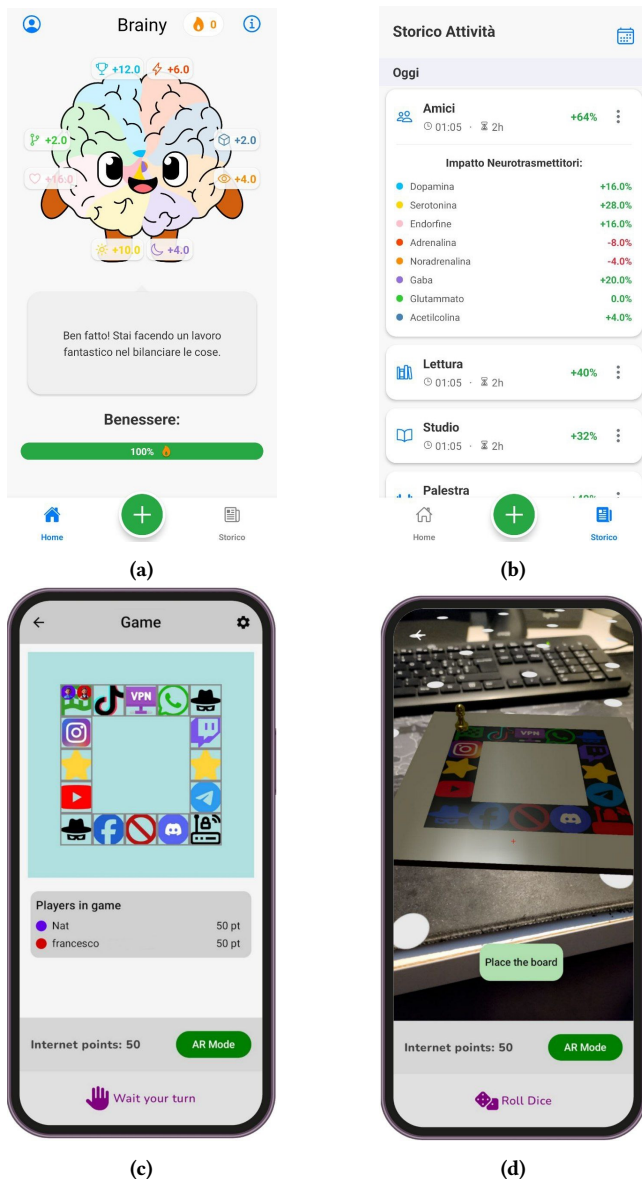 Brainy
0
+12.0
+6.0
+2.0
+2.0
+16.0
+4.0
+10.0
+4.0
Ben fatto! Stai facendo un lavoro
fantastico nel bilanciare le cose.
Benessere:
100%
Home
Storico
(a)
Storico Attività
Oggi
Amici
01:05 · 2h
+64%
Impatto Neurotrasmettitori:
Dopamina +16.0%
Serotonina +28.0%
Endorfine +16.0%
Adrenalina -8.0%
Noradrenalina -4.0%
Gaba +20.0%
Glutammato 0.0%
Acetilcolina +4.0%
Lettura
01:05 · 2h
+40%
Studio
01:05 · 2h
+32%
Palestra
Home
Storico
(b)
Game
VPN
Players in game
Nat 50 pt
francesco 50 pt
Internet points: 50
AR Mode
Wait your turn
(c)
VPN
Place the board
Internet points: 50
AR Mode
Roll Dice
(d)